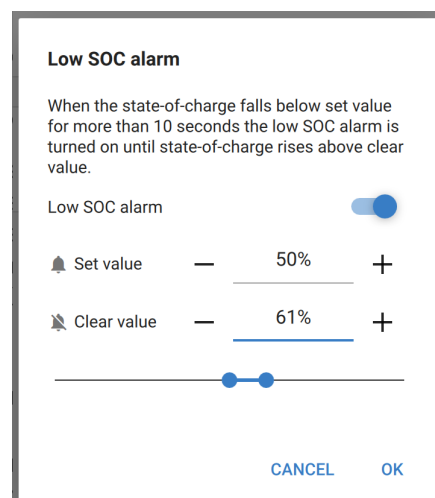 Low SOC alarm
When the state-of-charge falls below set value
for more than 10 seconds the low SOC alarm is
turned on until state-of-charge rises above clear
value.
Low SOC alarm
Set value — 50% +
Clear value — 61% +
CANCEL OK